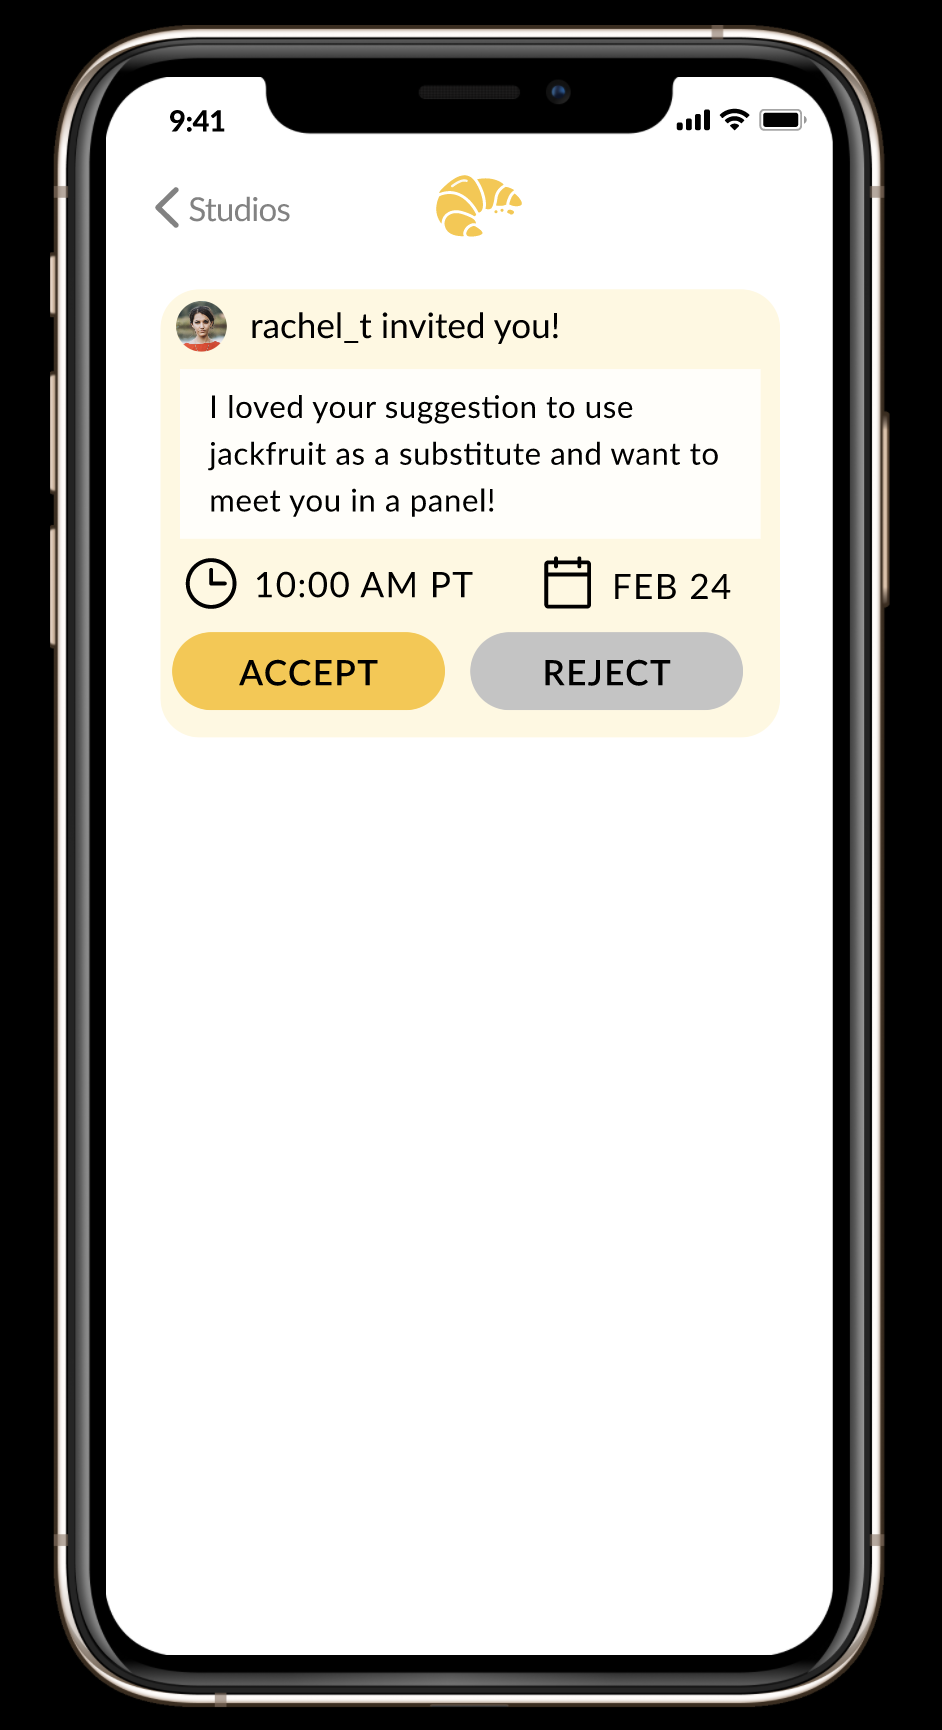 9:41
Studios
rachel_t invited you!
I loved your suggestion to use
jackfruit as a substitute and want to
meet you in a panel!
10:00 AM PT
FEB 24
ACCEPT
REJECT